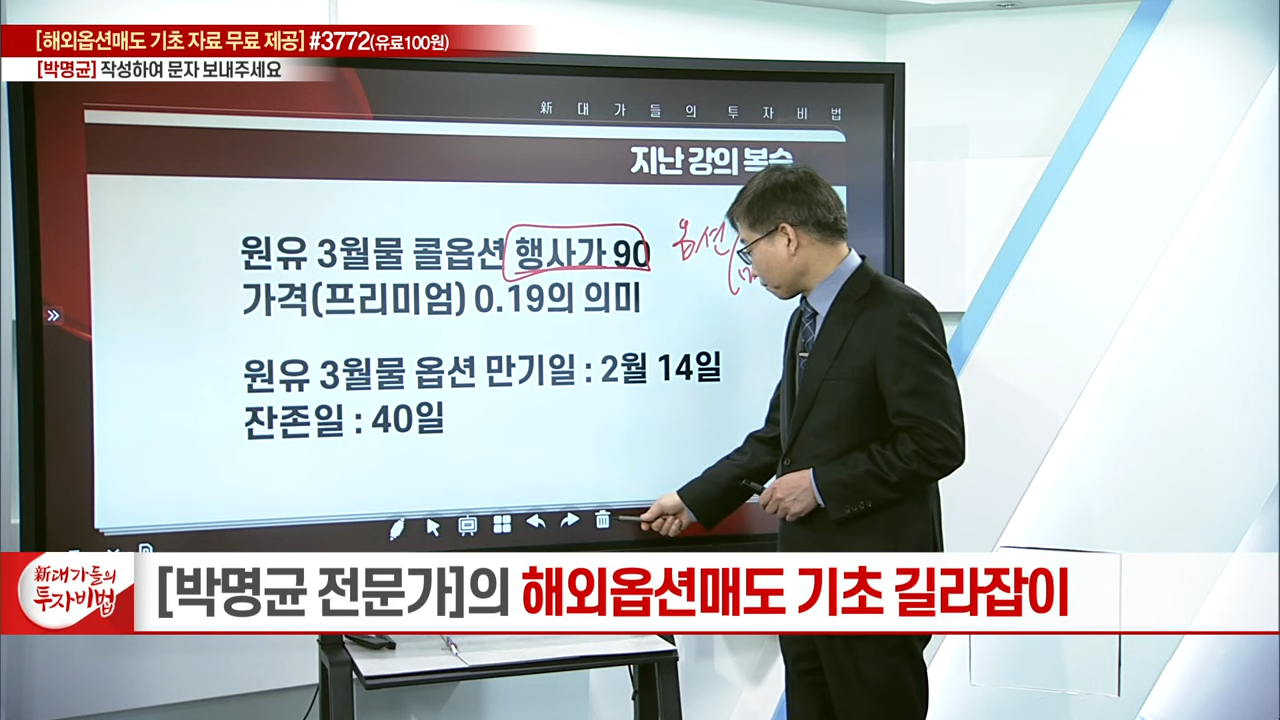 [해외옵션매도 기초 자료 무료 제공] #3772(유료100원)
[박명균] 작성하여 문자 보내주세요
新 대 가 들 의 투 자 비 법
지난 강의 복습
원유 3월물 콜옵션 행사가 90
옵션
가격(프리미엄) 0.19의 의미
원유 3월물 옵션 만기일 : 2월 14일
잔존일 : 40일
新대가들의
투자비법
[박명균 전문가]의 해외옵션매도 기초 길라잡이